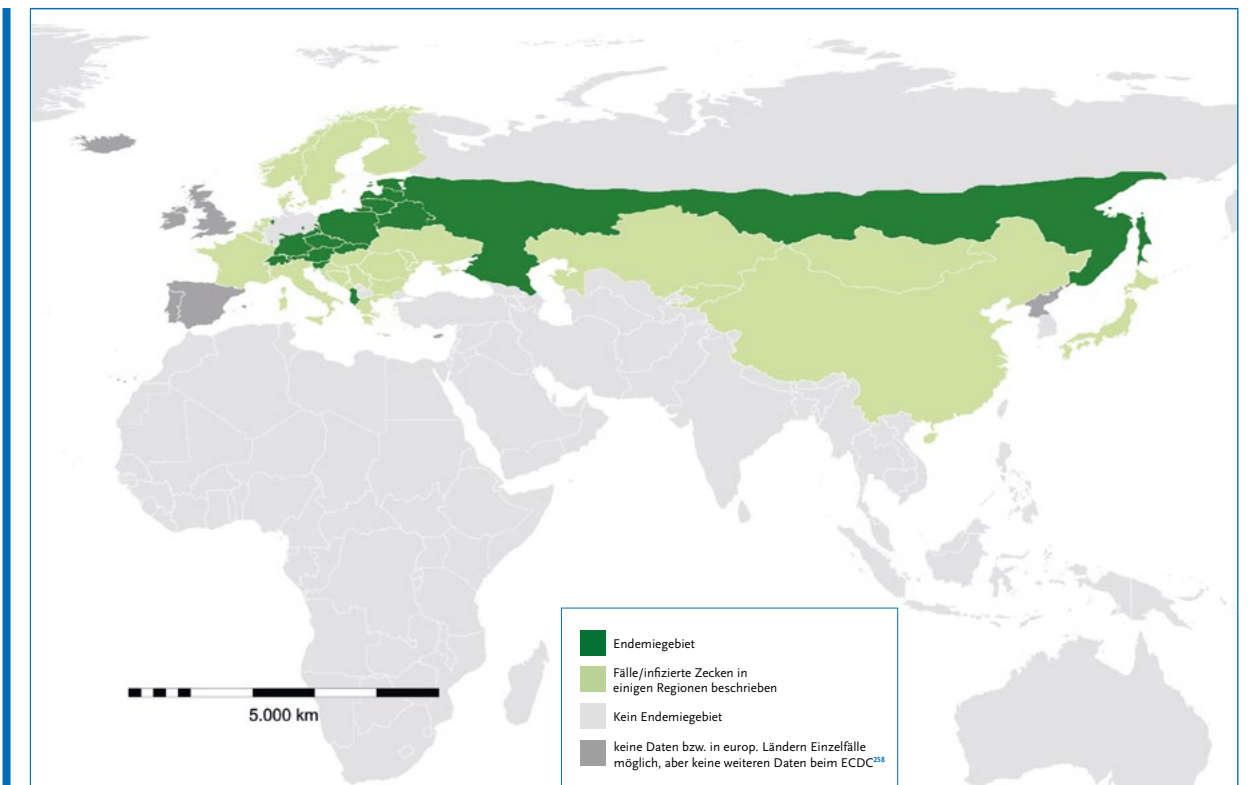 5.000 km
Endemiegebiet
Fälle/infizierte Zecken in
einigen Regionen beschrieben
Kein Endemiegebiet
keine Daten bzw. in europ. Ländern Einzelfälle
möglich, aber keine weiteren Daten beim ECDC²⁵⁸